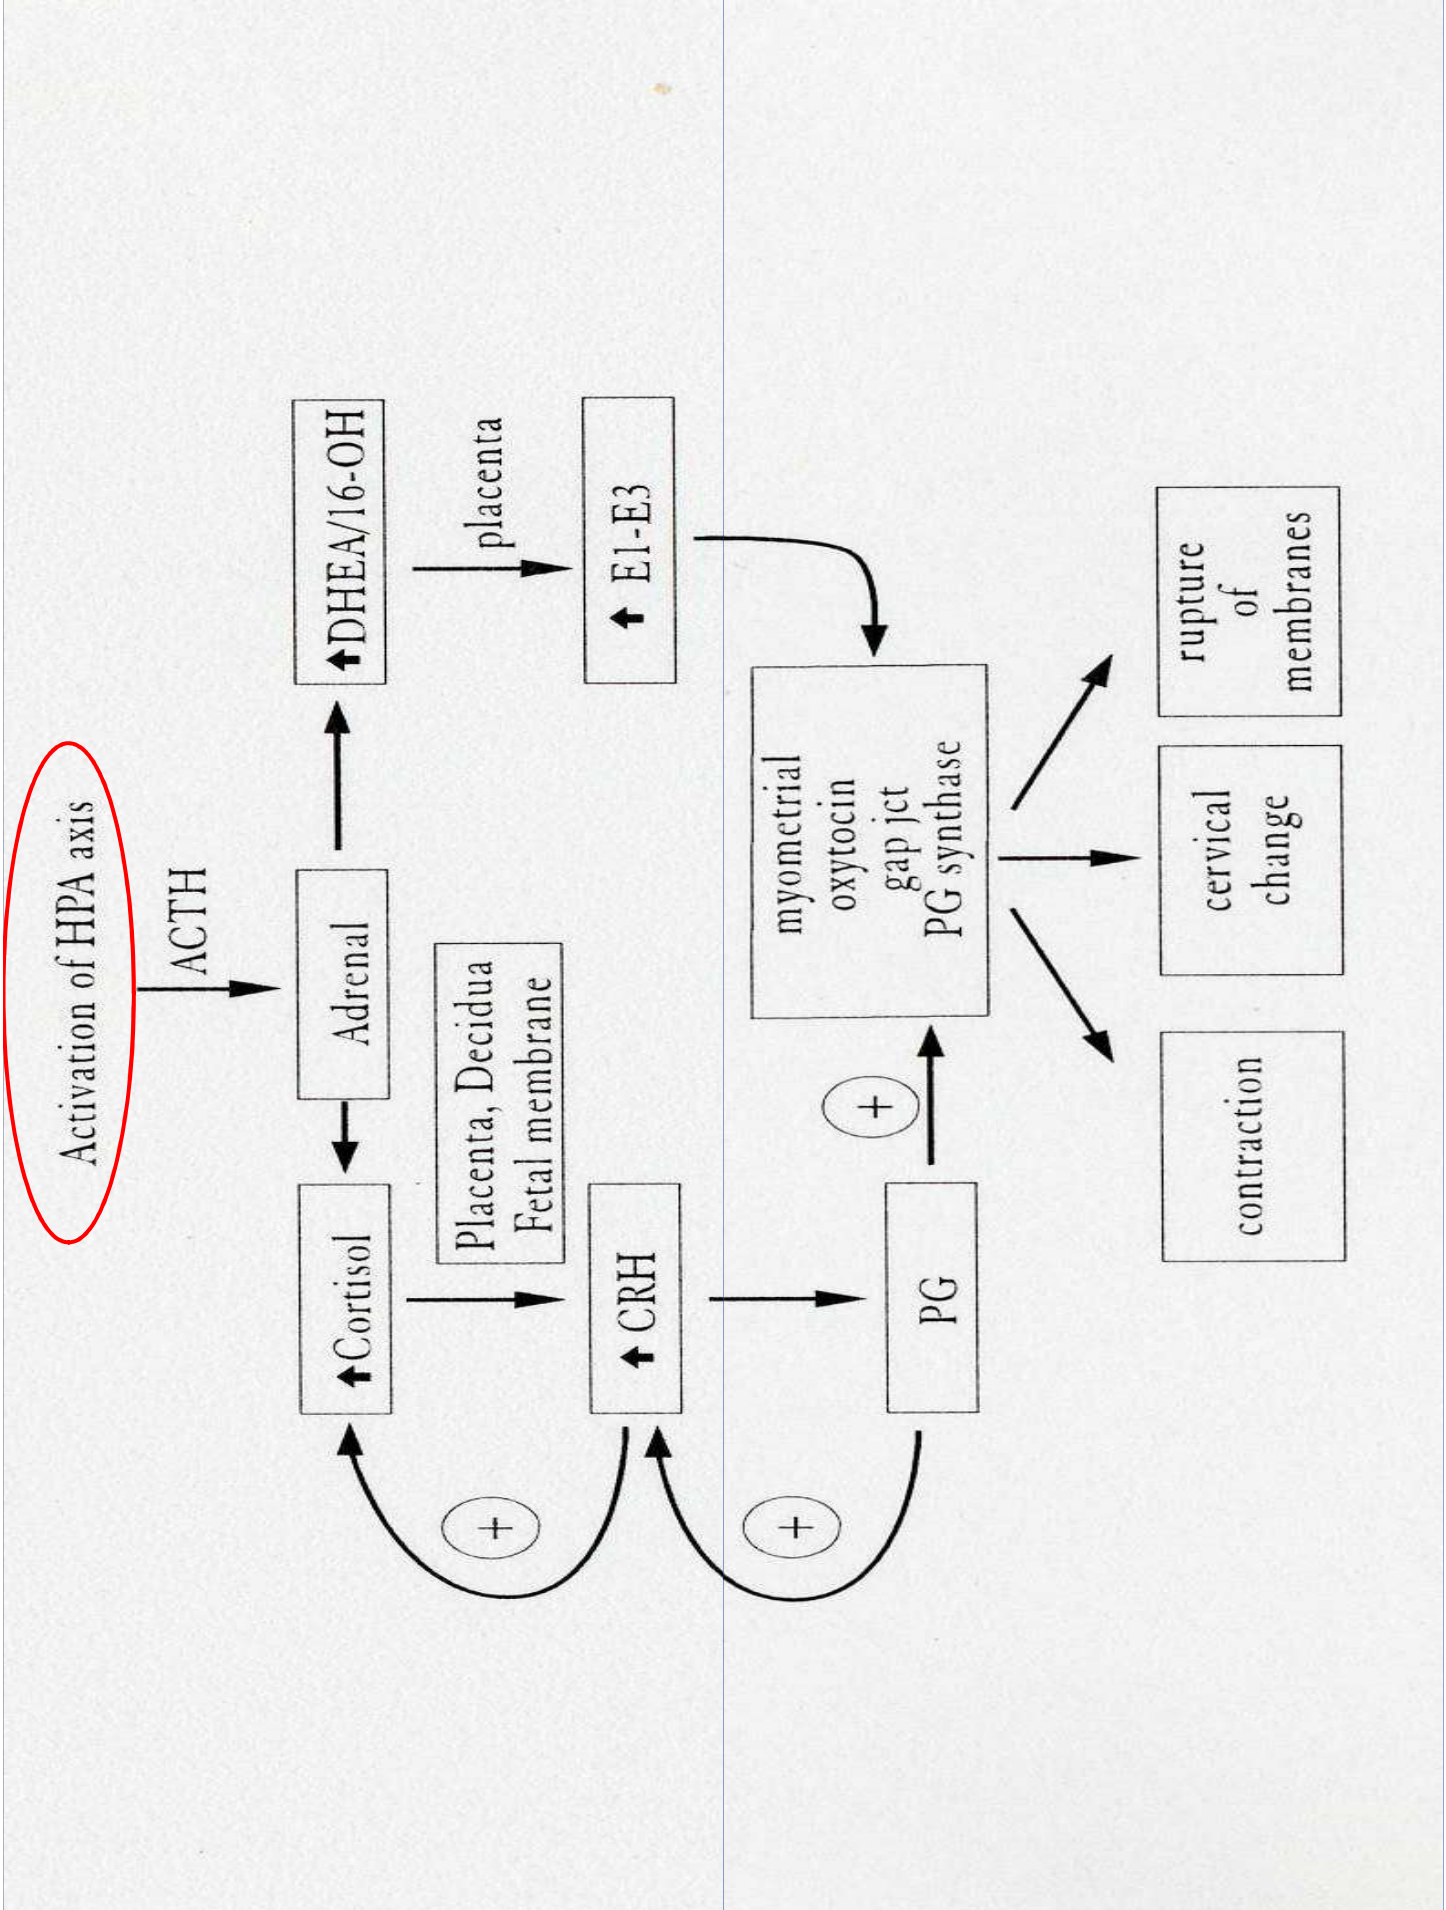 Activation of HPA axis
ACTH
↑Cortisol
Adrenal
↑DHEA/16-OH
Placenta, Decidua
Fetal membrane
placenta
↑ CRH
↑ E1-E3
+
+
+
PG
myometrial
oxytocin
gap jct
PG synthase
contraction
cervical
change
rupture
of
membranes